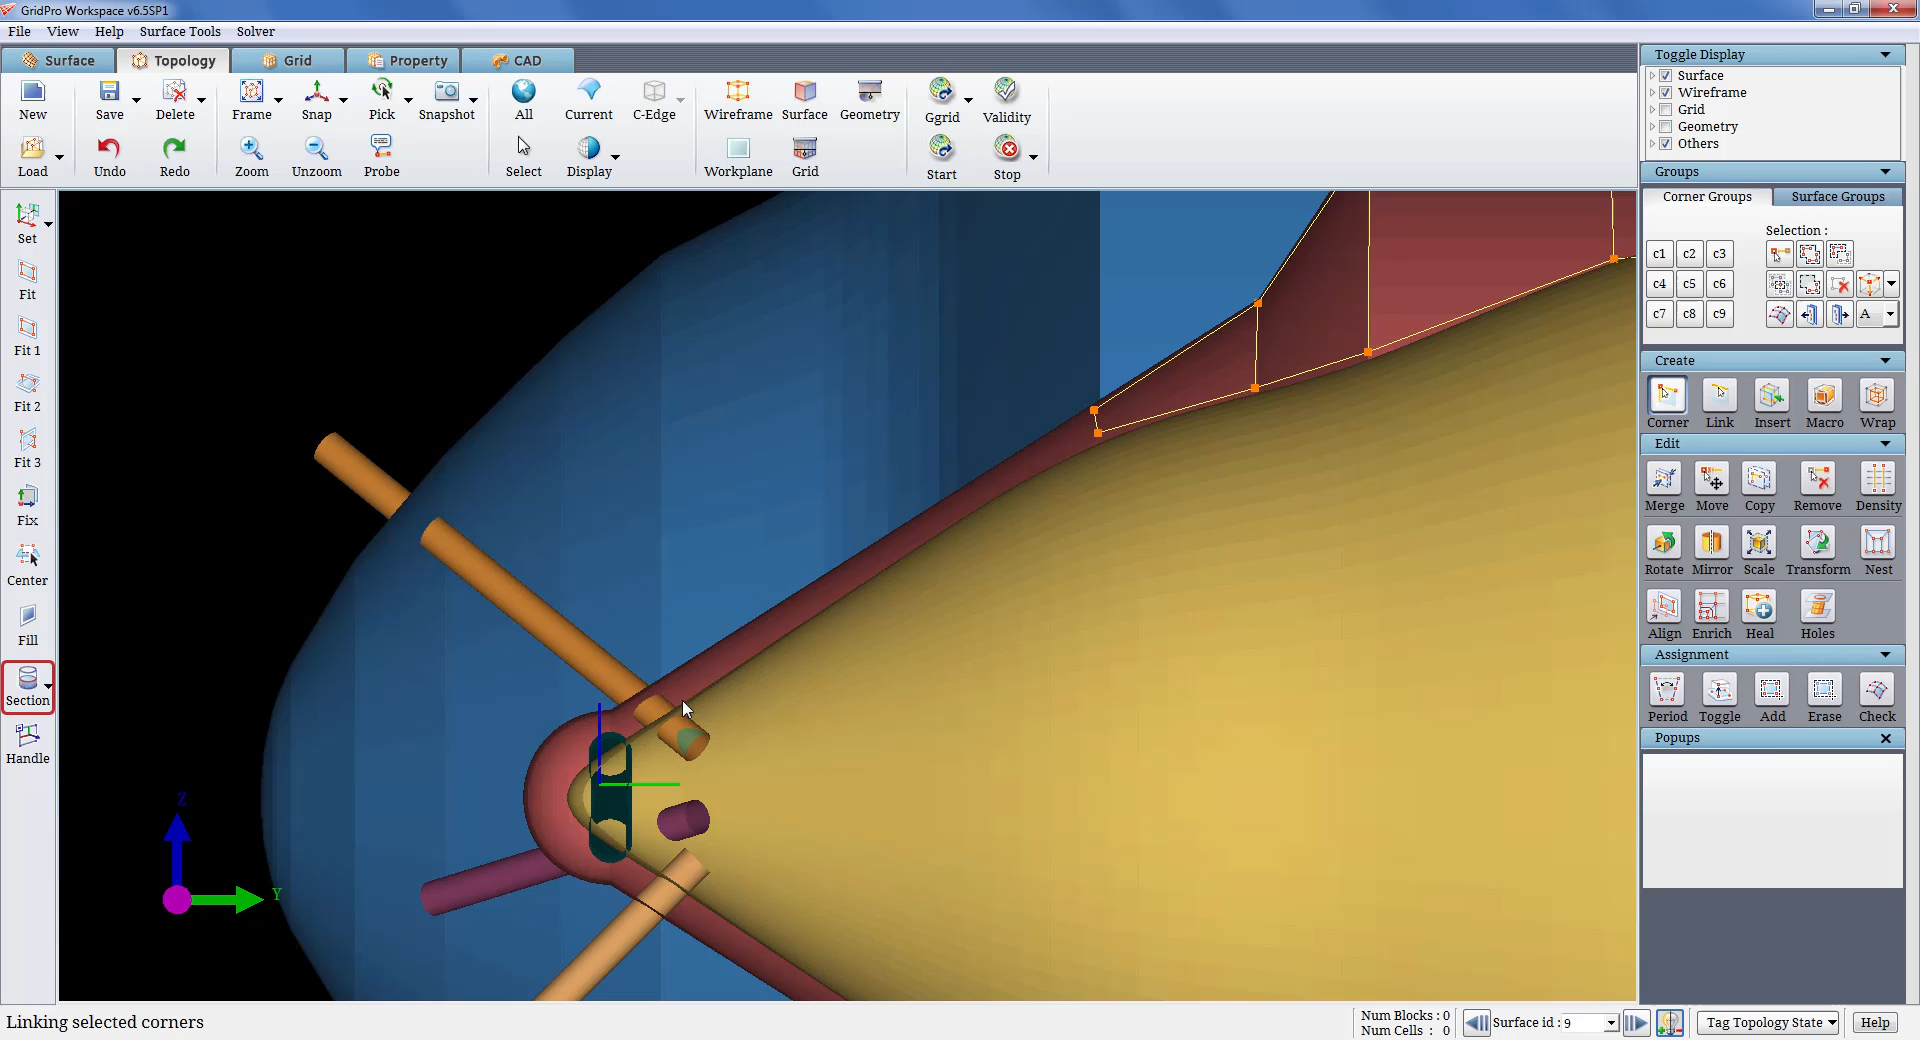 GridPro Workspace v6.5SP1
File View Help Surface Tools Solver
Surface Topology Grid Property CAD
New Save Delete Frame Snap Pick Snapshot All Current C-Edge Wireframe Surface Geometry Ggrid Validity
Load Undo Redo Zoom Unzoom Probe Select Display Workplane Grid Start Stop
Set
Fit
Fit 1
Fit 2
Fit 3
Fix
Center
Fill
Section
Handle
Z
Y
Toggle Display
Surface
Wireframe
Grid
Geometry
Others
Groups
Corner Groups Surface Groups
Selection :
c1 c2 c3
c4 c5 c6
c7 c8 c9 A
Create
Corner Link Insert Macro Wrap
Edit
Merge Move Copy Remove Density
Rotate Mirror Scale Transform Nest
Align Enrich Heal Holes
Assignment
Period Toggle Add Erase Check
Popups
Linking selected corners
Num Blocks : 0
Num Cells : 0
Surface id : 9
Tag Topology State
Help